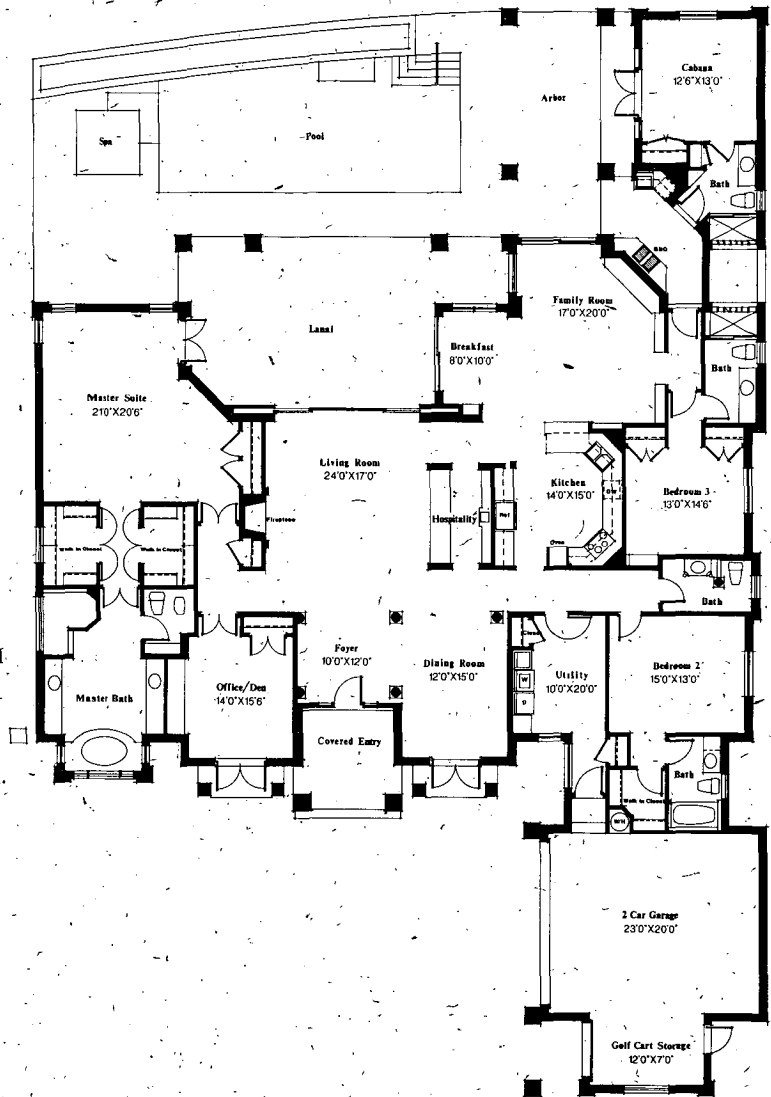 Cabana
12'6"X13'0"
Arbor
Spa
Pool
Bath
BBQ
Family Room
17'0"X20'0"
Lanai
Breakfast
8'0"X10'0"
Bath
Master Suite
21'0"X20'6"
Living Room
24'0"X17'0"
Kitchen
14'0"X15'0"
DW
Bedroom 3
13'0"X14'6"
Hospitality
Ref
Fireplace
Oven
Walk in Closet
Walk in Closet
Bath
Foyer
10'0"X12'0"
Dining Room
12'0"X15'0"
Closet
Utility
10'0"X20'0"
W
D
Bedroom 2
15'0"X13'0"
Master Bath
Office/Den
14'0"X15'6"
Covered Entry
Bath
Walk in Closet
WH
2 Car Garage
23'0"X20'0"
Golf Cart Storage
12'0"X7'0"